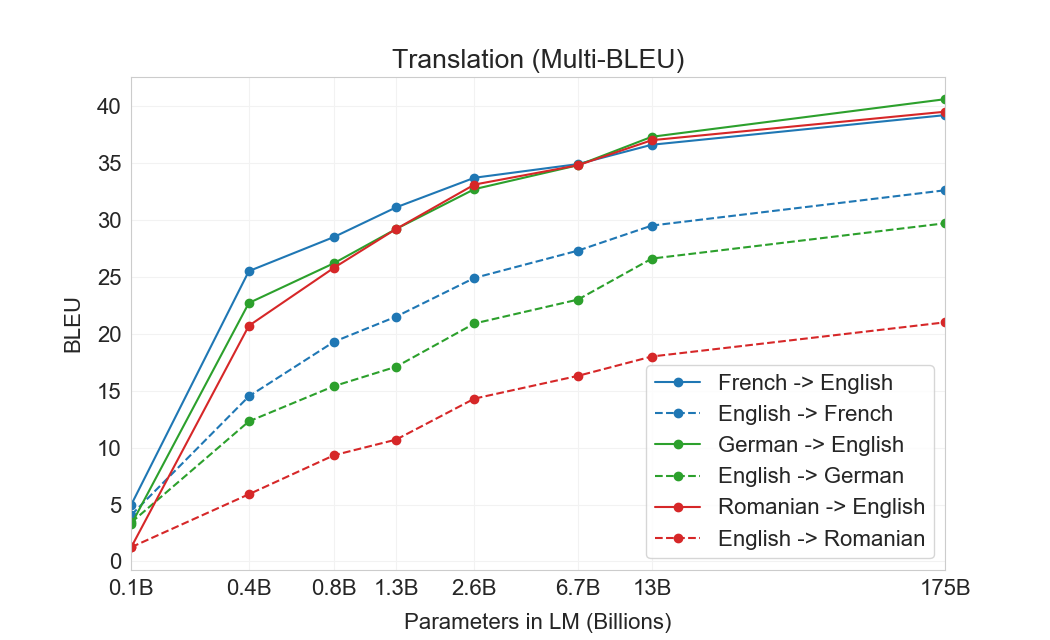 Translation (Multi-BLEU)
40
35
30
25
20
15
10
5
0
BLEU
0.1B 0.4B 0.8B 1.3B 2.6B 6.7B 13B 175B
Parameters in LM (Billions)
French -> English
English -> French
German -> English
English -> German
Romanian -> English
English -> Romanian